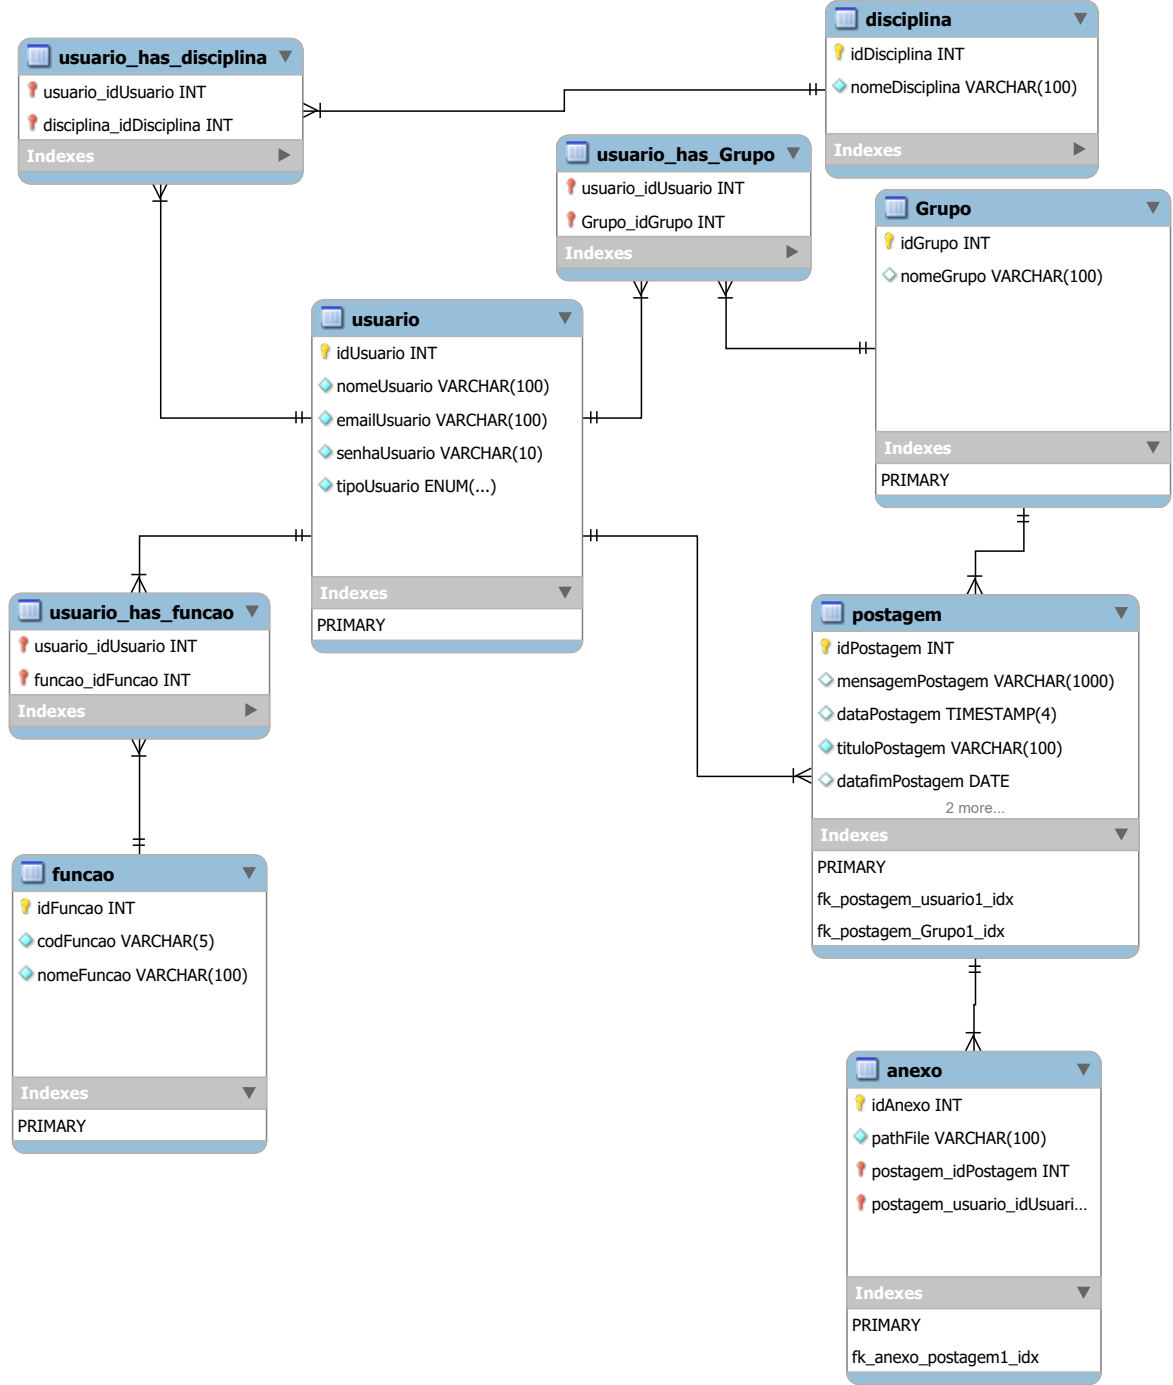 disciplina
idDisciplina INT
nomeDisciplina VARCHAR(100)
Indexes
usuario_has_disciplina
usuario_idUsuario INT
disciplina_idDisciplina INT
Indexes
usuario_has_Grupo
usuario_idUsuario INT
Grupo_idGrupo INT
Indexes
Grupo
idGrupo INT
nomeGrupo VARCHAR(100)
Indexes
PRIMARY
usuario
idUsuario INT
nomeUsuario VARCHAR(100)
emailUsuario VARCHAR(100)
senhaUsuario VARCHAR(10)
tipoUsuario ENUM(...)
Indexes
PRIMARY
usuario_has_funcao
usuario_idUsuario INT
funcao_idFuncao INT
Indexes
postagem
idPostagem INT
mensagemPostagem VARCHAR(1000)
dataPostagem TIMESTAMP(4)
tituloPostagem VARCHAR(100)
datafimPostagem DATE
2 more...
Indexes
PRIMARY
fk_postagem_usuario1_idx
fk_postagem_Grupo1_idx
funcao
idFuncao INT
codFuncao VARCHAR(5)
nomeFuncao VARCHAR(100)
Indexes
PRIMARY
anexo
idAnexo INT
pathFile VARCHAR(100)
postagem_idPostagem INT
postagem_usuario_idUsuari...
Indexes
PRIMARY
fk_anexo_postagem1_idx